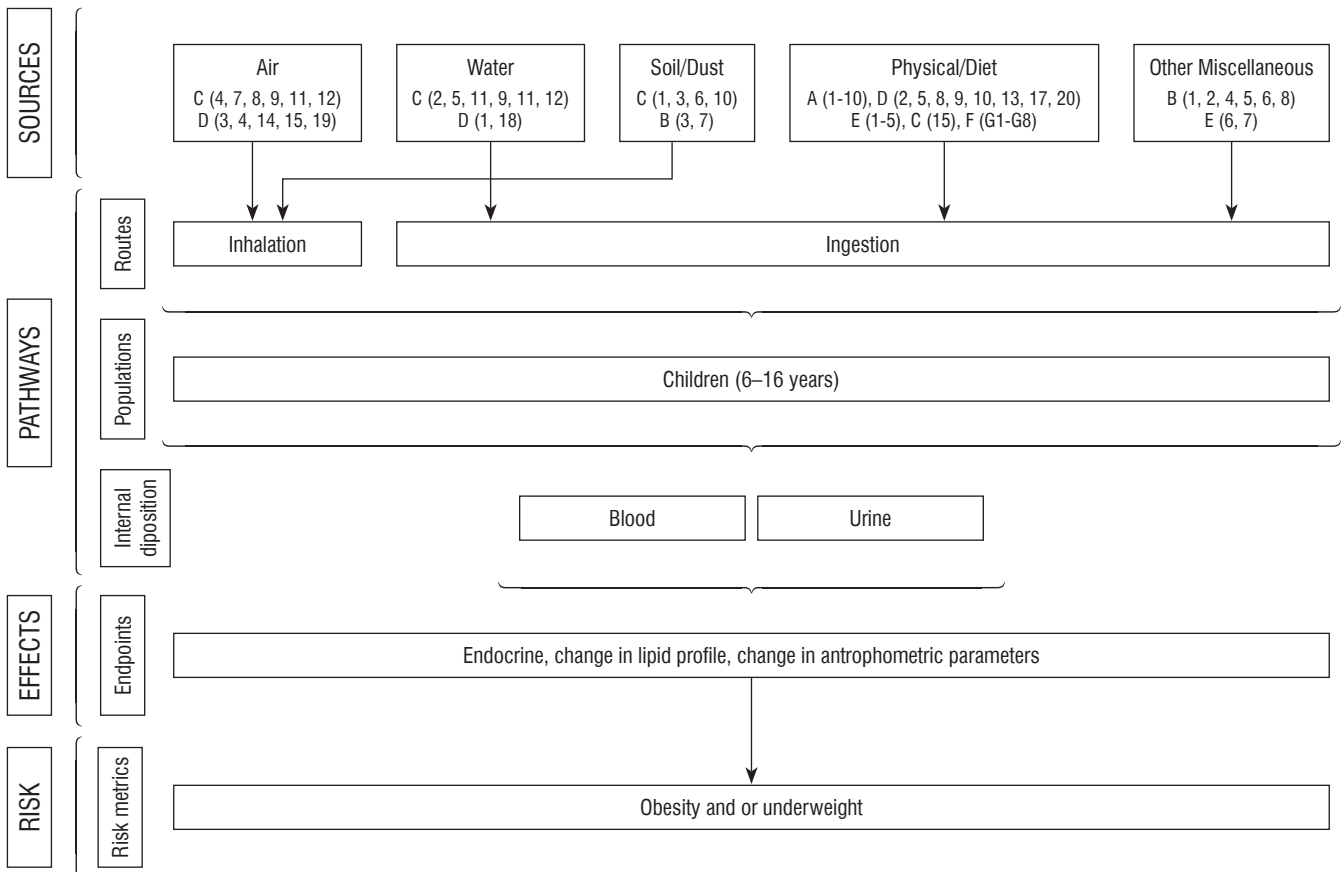 SOURCES
Air
C (4, 7, 8, 9, 11, 12)
D (3, 4, 14, 15, 19)
Water
C (2, 5, 11, 9, 11, 12)
D (1, 18)
Soil/Dust
C (1, 3, 6, 10)
B (3, 7)
Physical/Diet
A (1-10), D (2, 5, 8, 9, 10, 13, 17, 20)
E (1-5), C (15), F (G1-G8)
Other Miscellaneous
B (1, 2, 4, 5, 6, 8)
E (6, 7)
PATHWAYS
Routes
Inhalation
Ingestion
Populations
Children (6–16 years)
Internal
diposition
Blood
Urine
EFFECTS
Endpoints
Endocrine, change in lipid profile, change in antrophometric parameters
RISK
Risk metrics
Obesity and or underweight